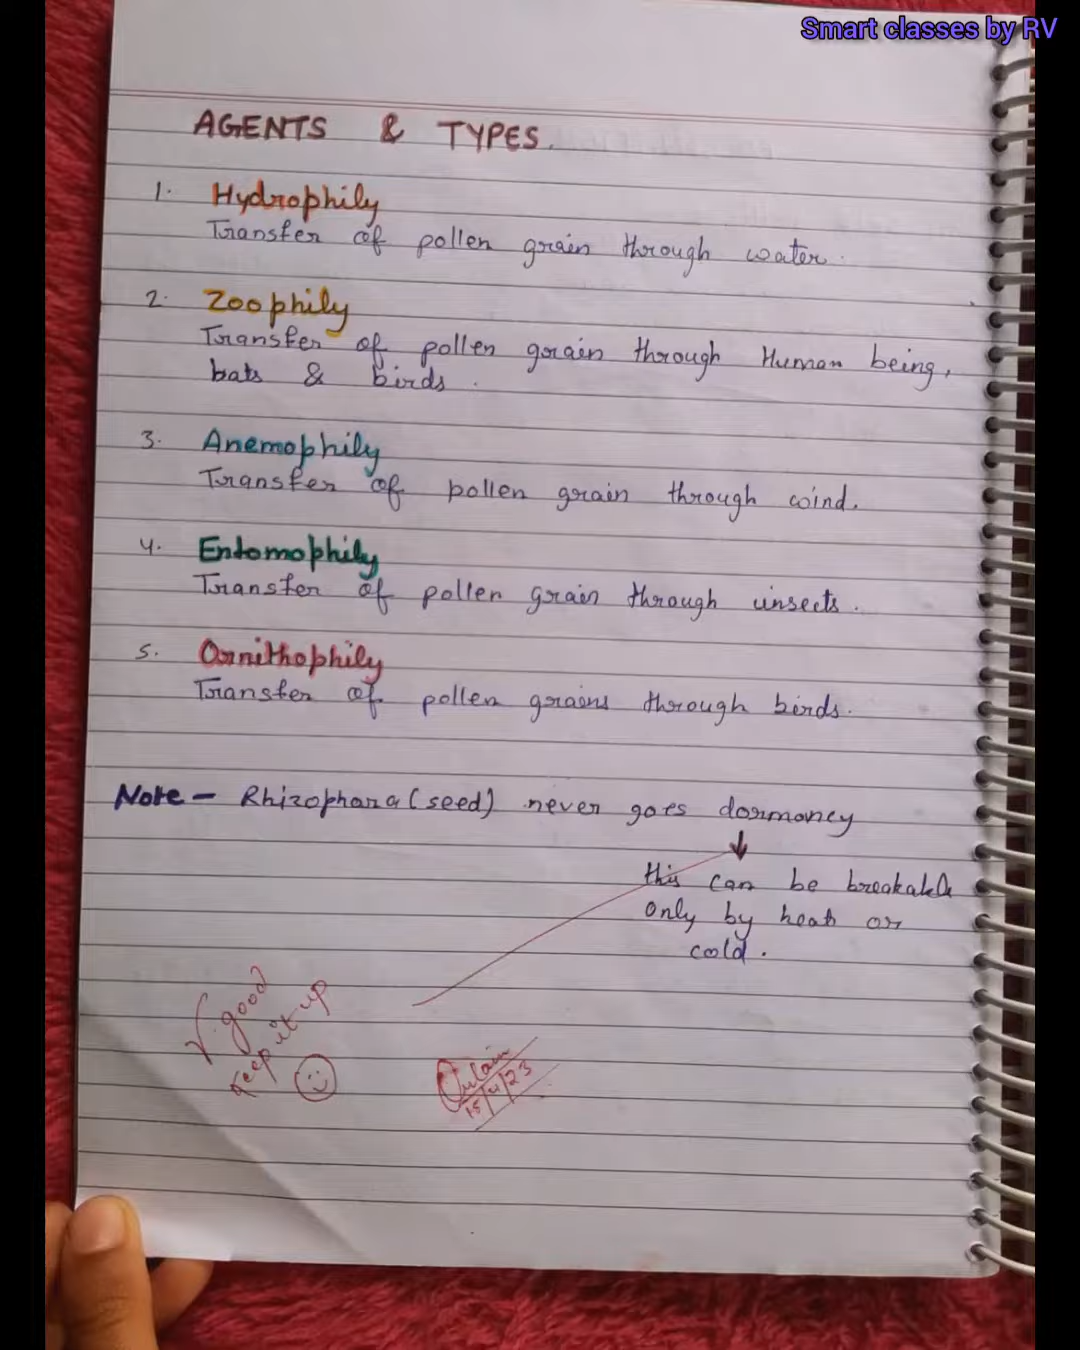 Smart classes by RV
AGENTS & TYPES.
1. Hydrophily
Transfer of pollen grain through water.
2. Zoophily
Transfer of pollen grain through Human being,
bats & birds.
3. Anemophily
Transfer of pollen grain through wind.
4. Entomophily
Transfer of pollen grain through insects.
5. Ornithophily
Transfer of pollen grains through birds.
Note - Rhizophara (seed) never goes dormancy
↓
this can be breakable
only by heat or
cold.
good
keep it up
15/4/23